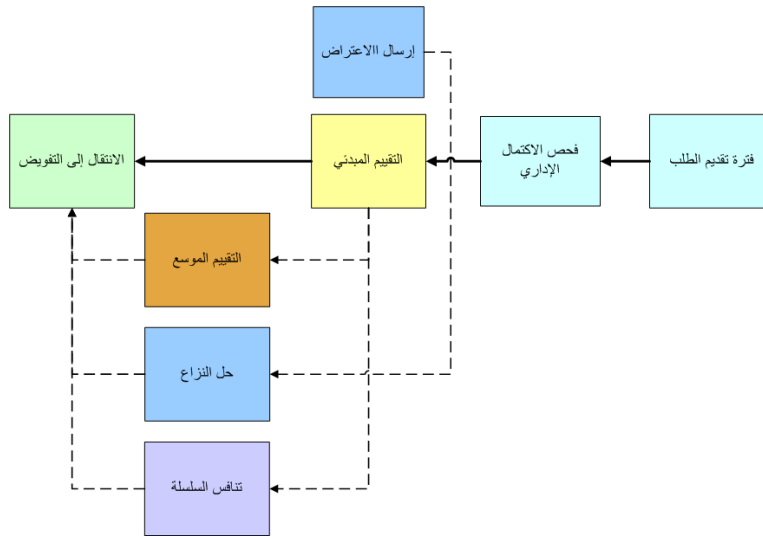 إرسال االاعتراض
فترة تقديم الطلب
فحص الاكتمال
الإداري
التقييم المبدئي
الانتقال إلى التفويض
التقييم الموسع
حل النزاع
تنافس السلسلة